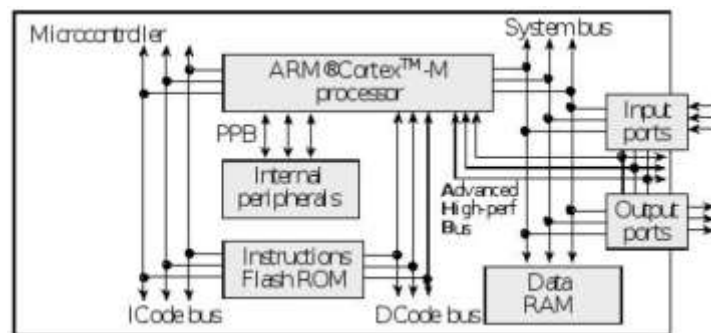 Microcontroller
System bus
ARM®Cortex™-M
processor
Input
ports
PPB
Internal
peripherals
Advanced
High-perf
Bus
Output
ports
Instructions
Flash ROM
Data
RAM
ICode bus
DCode bus